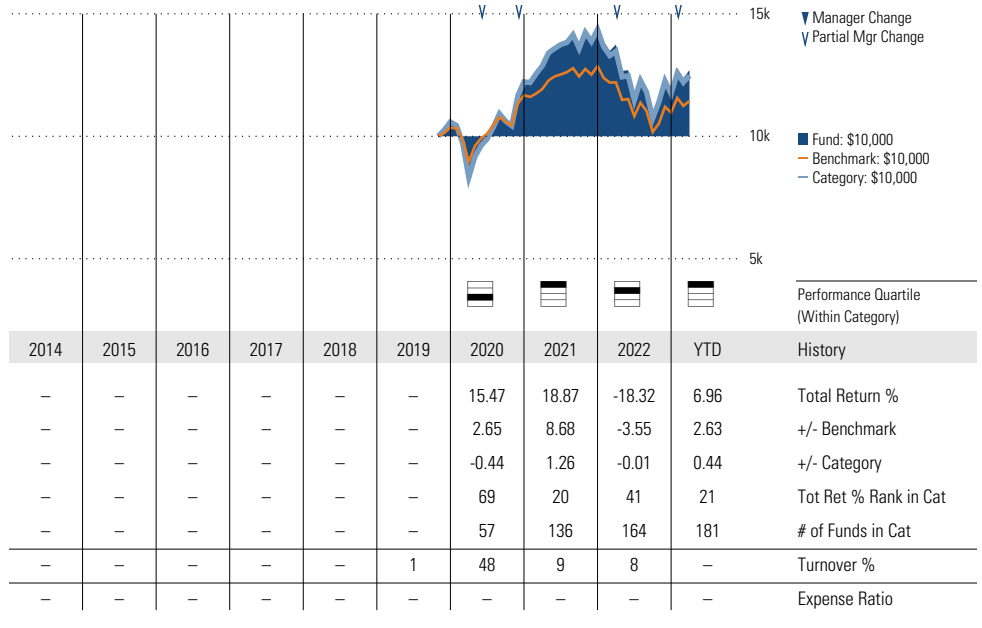 15k
Manager Change
Partial Mgr Change
10k
Fund: $10,000
Benchmark: $10,000
Category: $10,000
5k
Performance Quartile
(Within Category)
2014 2015 2016 2017 2018 2019 2020 2021 2022 YTD History
– – – – – – 15.47 18.87 -18.32 6.96 Total Return %
– – – – – – 2.65 8.68 -3.55 2.63 +/- Benchmark
– – – – – – -0.44 1.26 -0.01 0.44 +/- Category
– – – – – – 69 20 41 21 Tot Ret % Rank in Cat
– – – – – – 57 136 164 181 # of Funds in Cat
– – – – – 1 48 9 8 – Turnover %
– – – – – – – – – – Expense Ratio